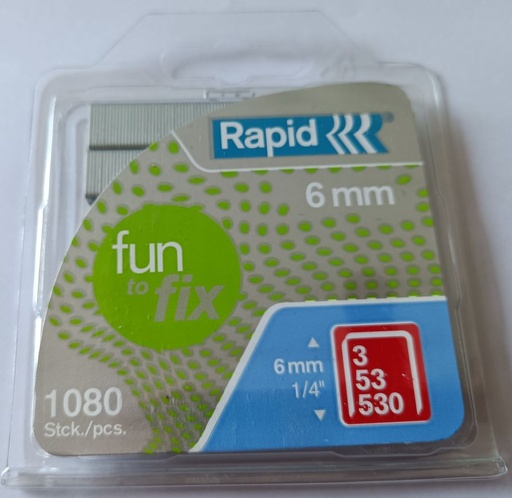 Rapid
6 mm
fun
to fix
6 mm
1/4"
3
53
530
1080
Stck./pcs.